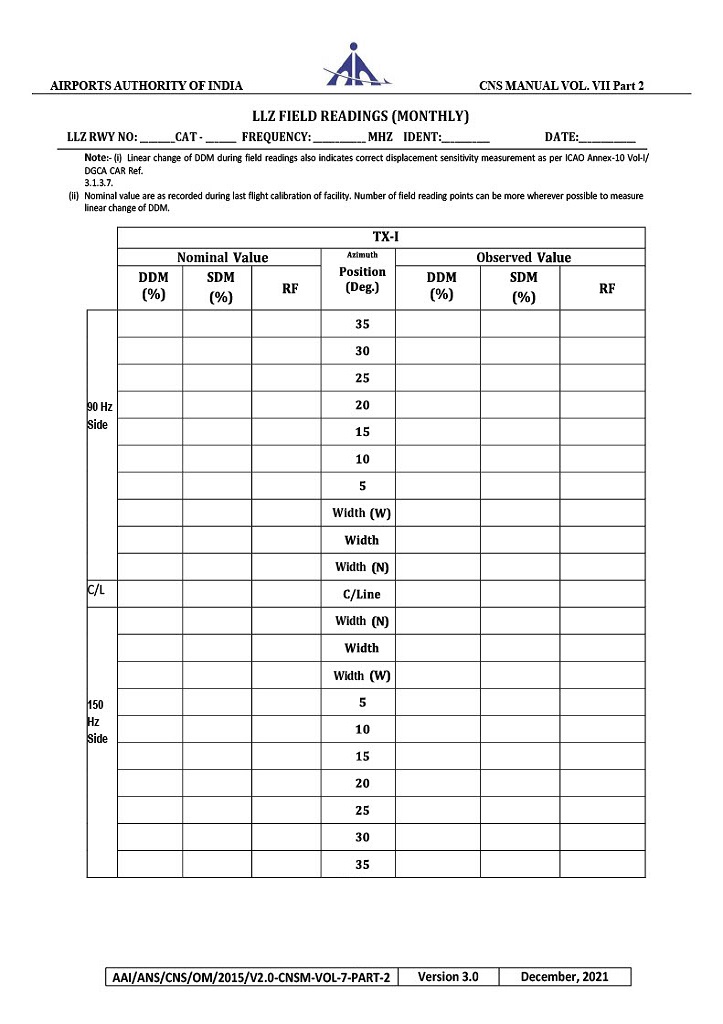 AIRPORTS AUTHORITY OF INDIA
CNS MANUAL VOL. VII Part 2
LLZ FIELD READINGS (MONTHLY)
LLZ RWY NO: _______CAT - ______ FREQUENCY: ___________ MHZ IDENT:__________ DATE:____________
Note:- (i) Linear change of DDM during field readings also indicates correct displacement sensitivity measurement as per ICAO Annex-10 Vol-I/
DGCA CAR Ref.
3.1.3.7.
(ii) Nominal value are as recorded during last flight calibration of facility. Number of field reading points can be more wherever possible to measure
linear change of DDM.
TX-I
Nominal Value
Azimuth
Position
(Deg.)
Observed Value
DDM
(%)
SDM
(%)
RF
DDM
(%)
SDM
(%)
RF
90 Hz
Side
35
30
25
20
15
10
5
Width (W)
Width
Width (N)
C/L
C/Line
150
Hz
Side
Width (N)
Width
Width (W)
5
10
15
20
25
30
35
AAI/ANS/CNS/OM/2015/V2.0-CNSM-VOL-7-PART-2
Version 3.0
December, 2021